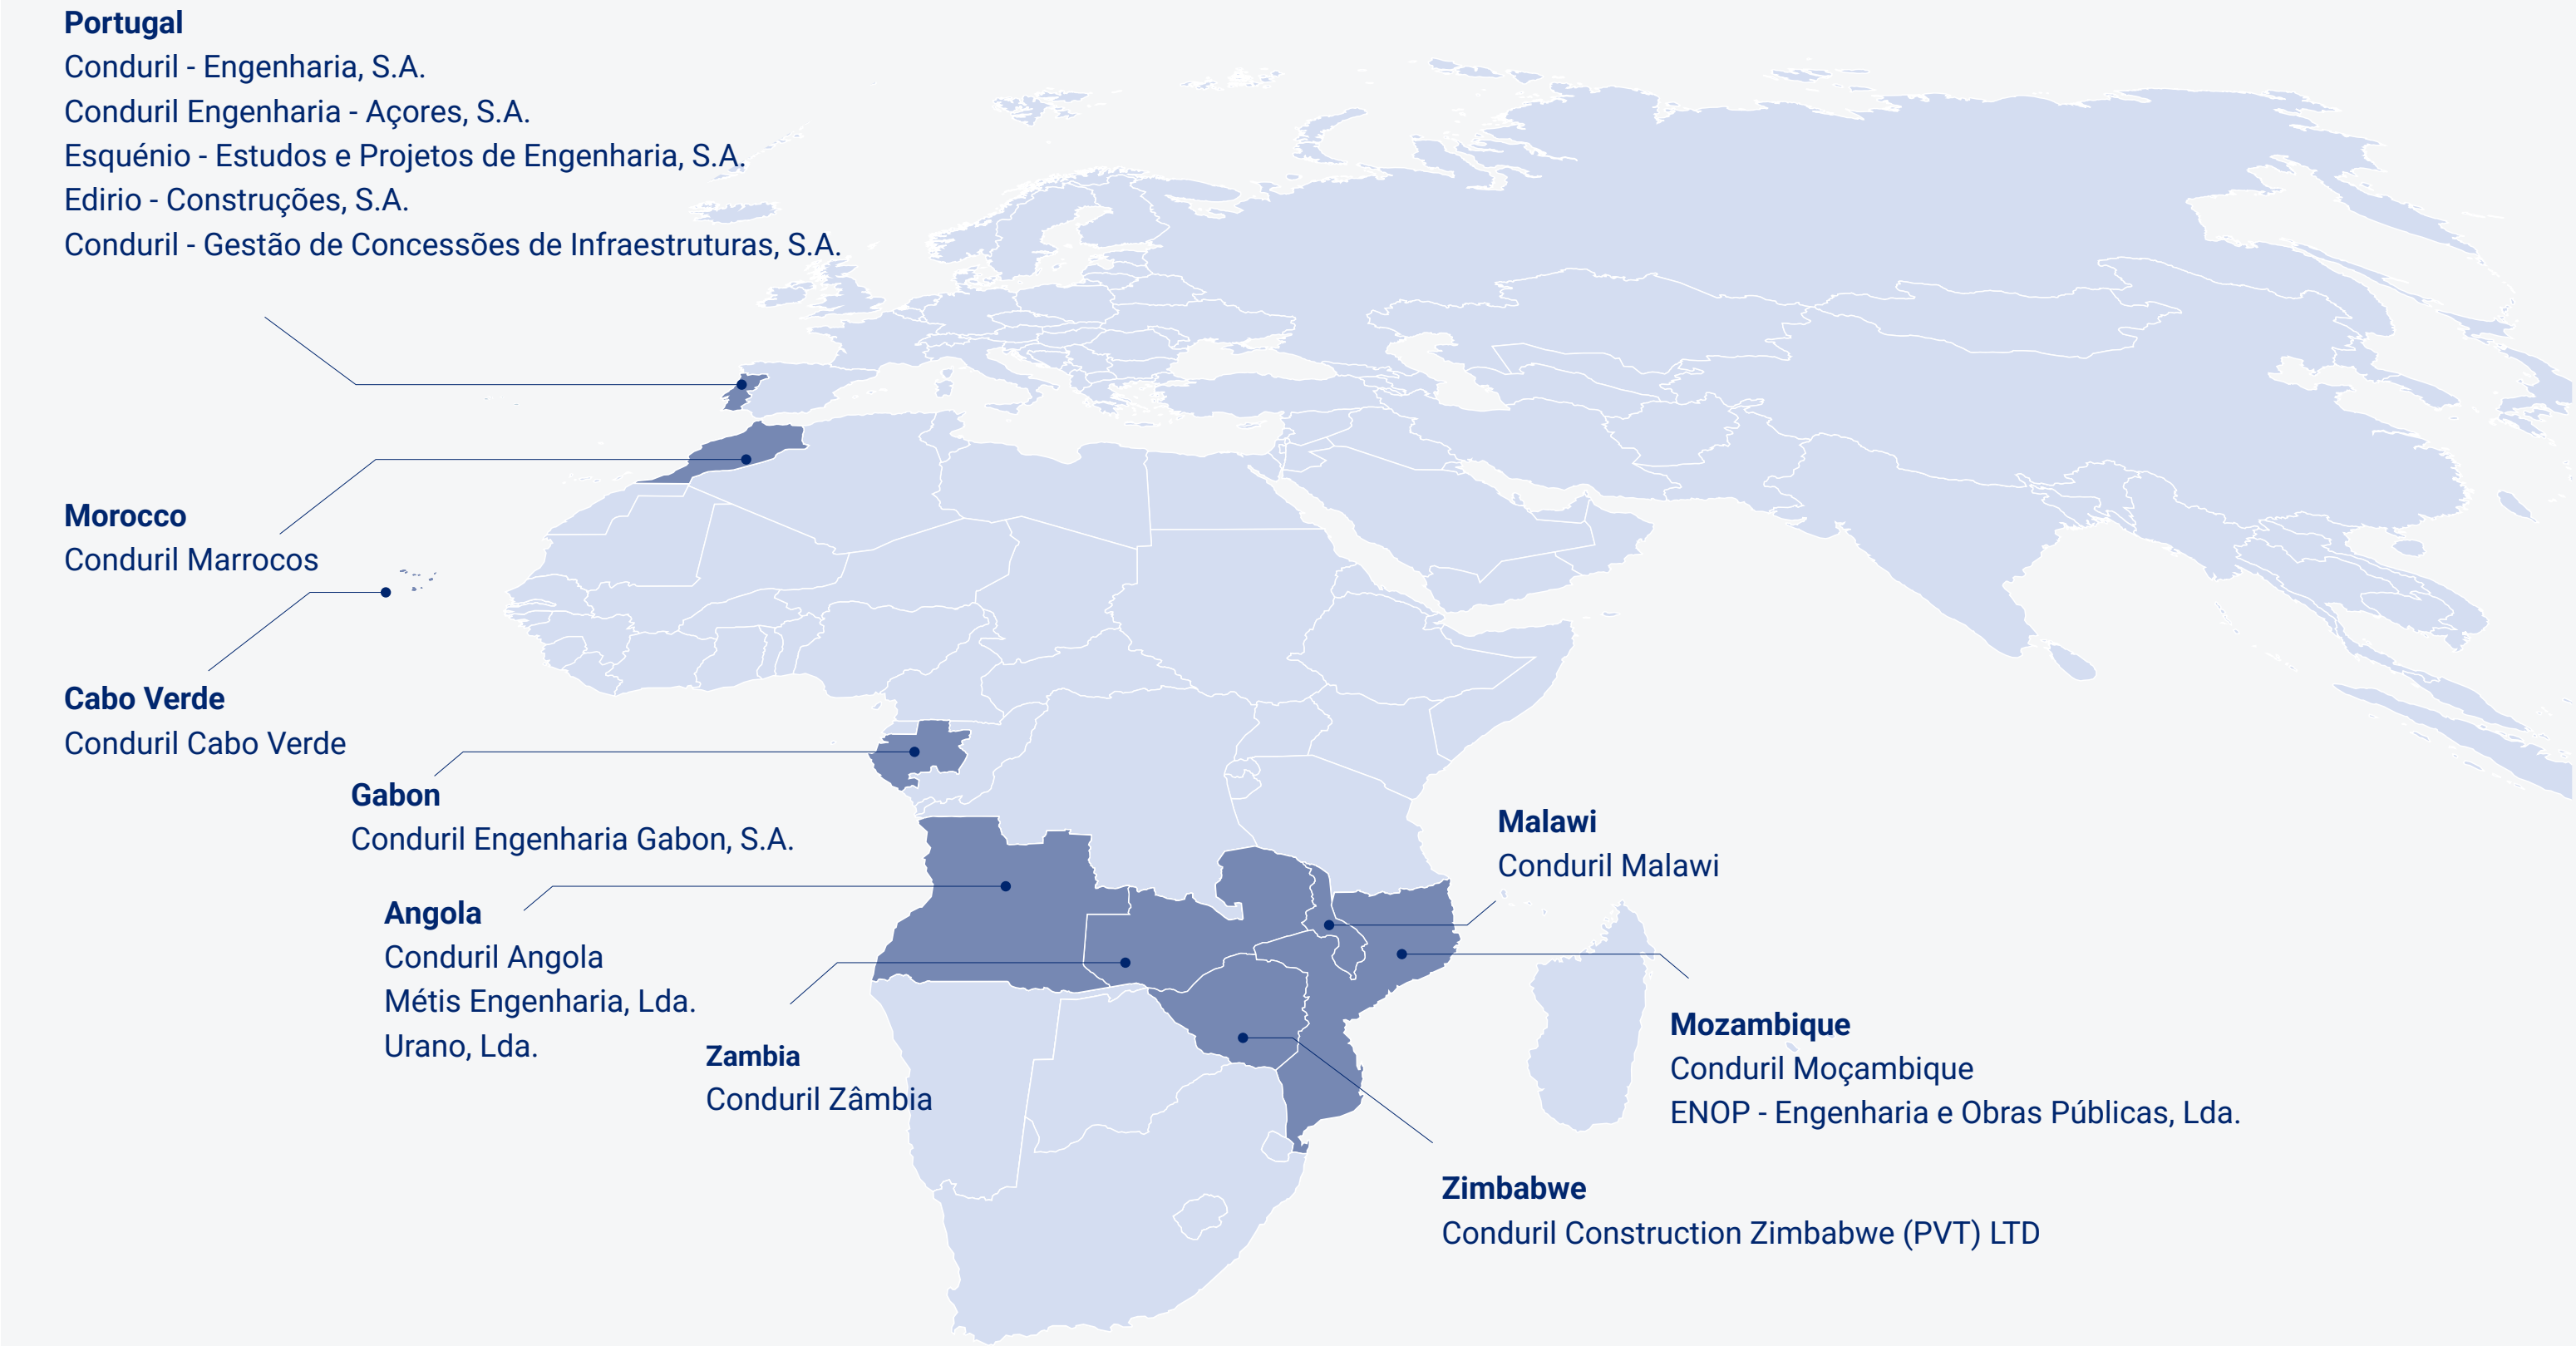 Portugal
Conduril - Engenharia, S.A.
Conduril Engenharia - Açores, S.A.
Esquénio - Estudos e Projetos de Engenharia, S.A.
Edirio - Construções, S.A.
Conduril - Gestão de Concessões de Infraestruturas, S.A.
Morocco
Conduril Marrocos
Cabo Verde
Conduril Cabo Verde
Gabon
Conduril Engenharia Gabon, S.A.
Angola
Conduril Angola
Métis Engenharia, Lda.
Urano, Lda.
Zambia
Conduril Zâmbia
Malawi
Conduril Malawi
Mozambique
Conduril Moçambique
ENOP - Engenharia e Obras Públicas, Lda.
Zimbabwe
Conduril Construction Zimbabwe (PVT) LTD